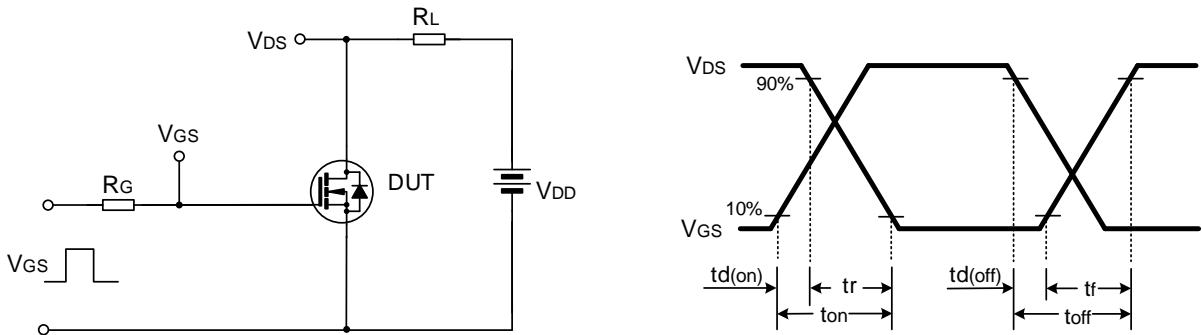 RL
VDS
VGS
RG
DUT
VDD
VGS
VDS
90%
10%
VGS
td(on)
tr
td(off)
tf
ton
toff